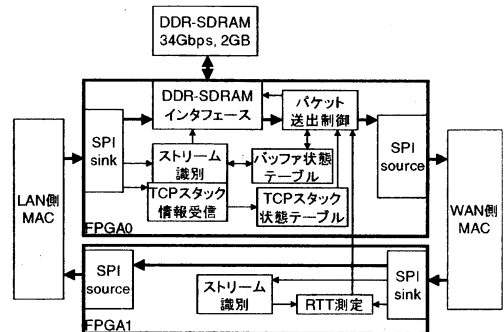 DDR-SDRAM
34Gbps, 2GB
DDR-SDRAM
インタフェース
パケット
送出制御
SPI
sink
SPI
source
ストリーム
識別
バッファ状態
テーブル
TCPスタック
情報受信
TCPスタック
状態テーブル
LAN側
MAC
WAN側
MAC
FPGA0
SPI
source
ストリーム
識別
RTT測定
SPI
sink
FPGA1